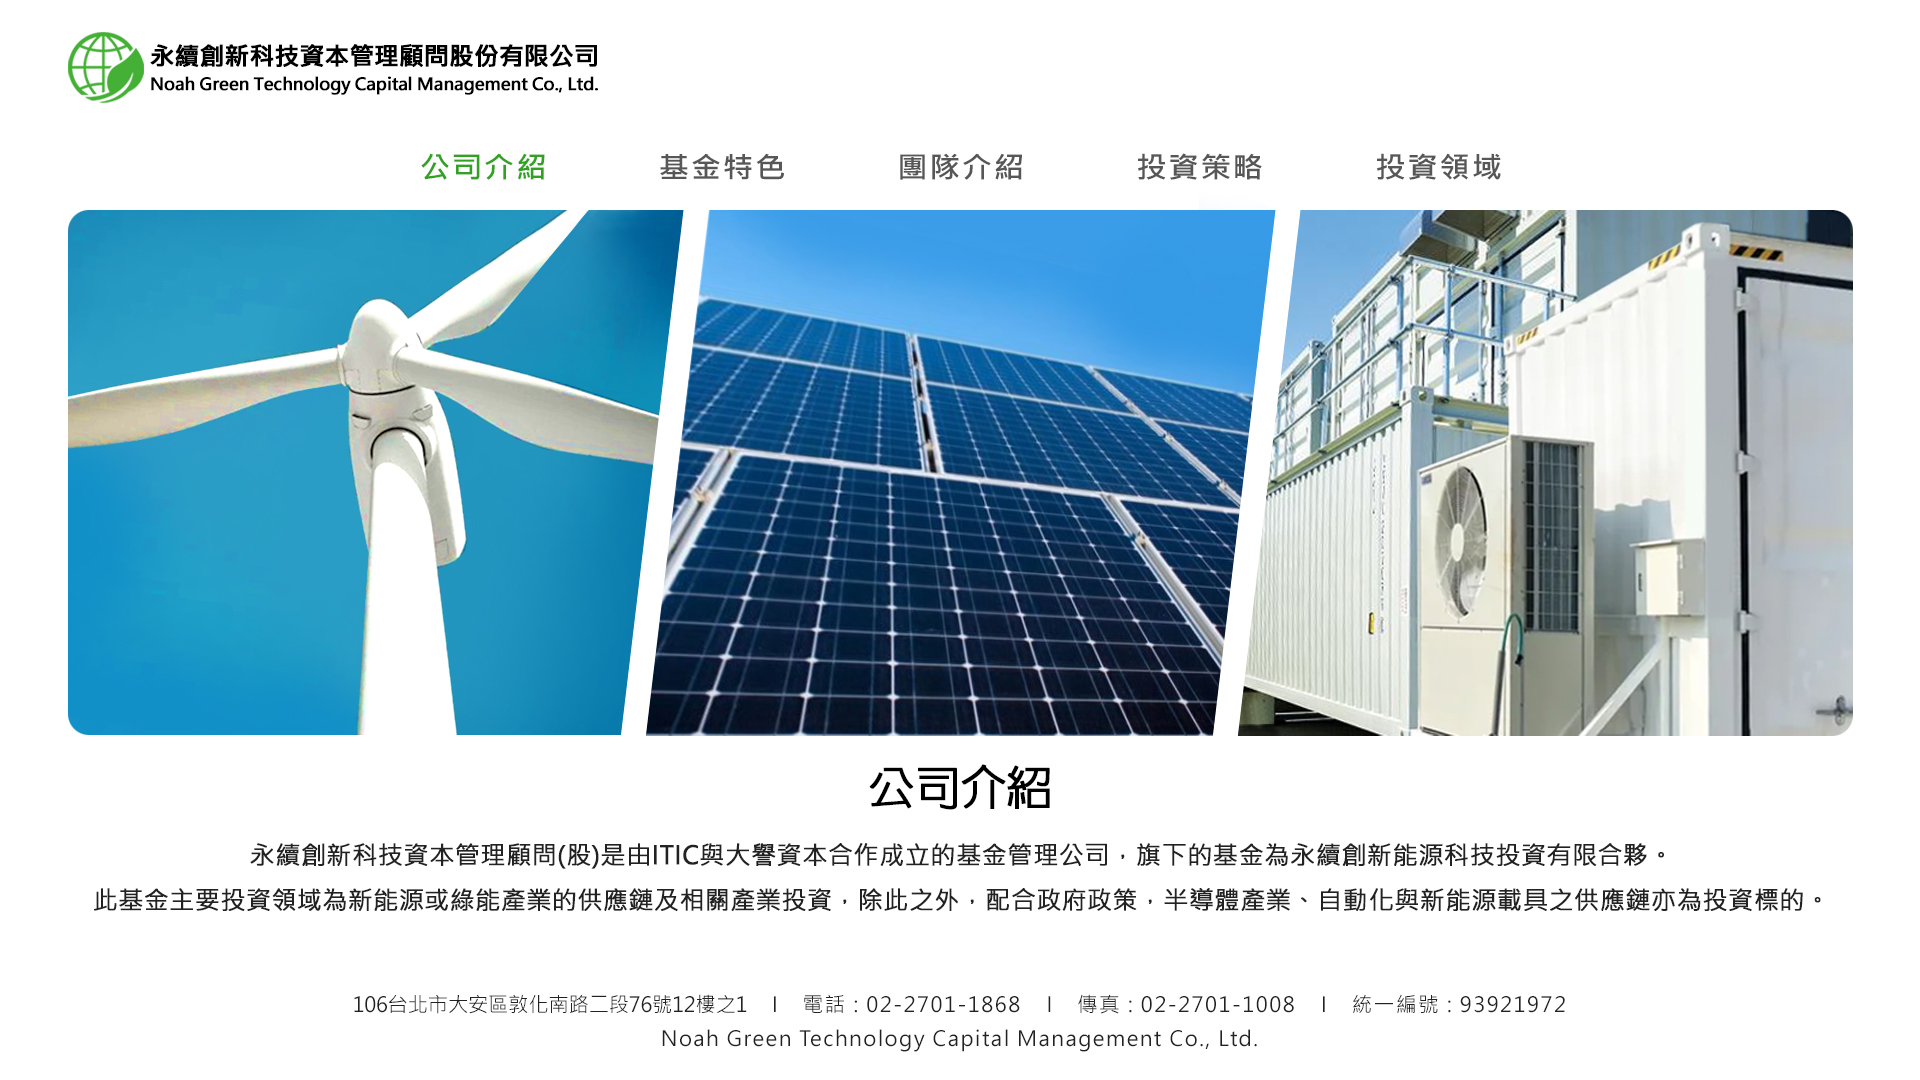 永續創新科技資本管理顧問股份有限公司
Noah Green Technology Capital Management Co., Ltd.
公司介紹 基金特色 團隊介紹 投資策略 投資領域
公司介紹
永續創新科技資本管理顧問(股)是由ITIC與大譽資本合作成立的基金管理公司，旗下的基金為永續創新能源科技投資有限合夥。
此基金主要投資領域為新能源或綠能產業的供應鏈及相關產業投資，除此之外，配合政府政策，半導體產業、自動化與新能源載具之供應鏈亦為投資標的。
106台北市大安區敦化南路二段76號12樓之1 I 電話：02-2701-1868 I 傳真：02-2701-1008 I 統一編號：93921972
Noah Green Technology Capital Management Co., Ltd.